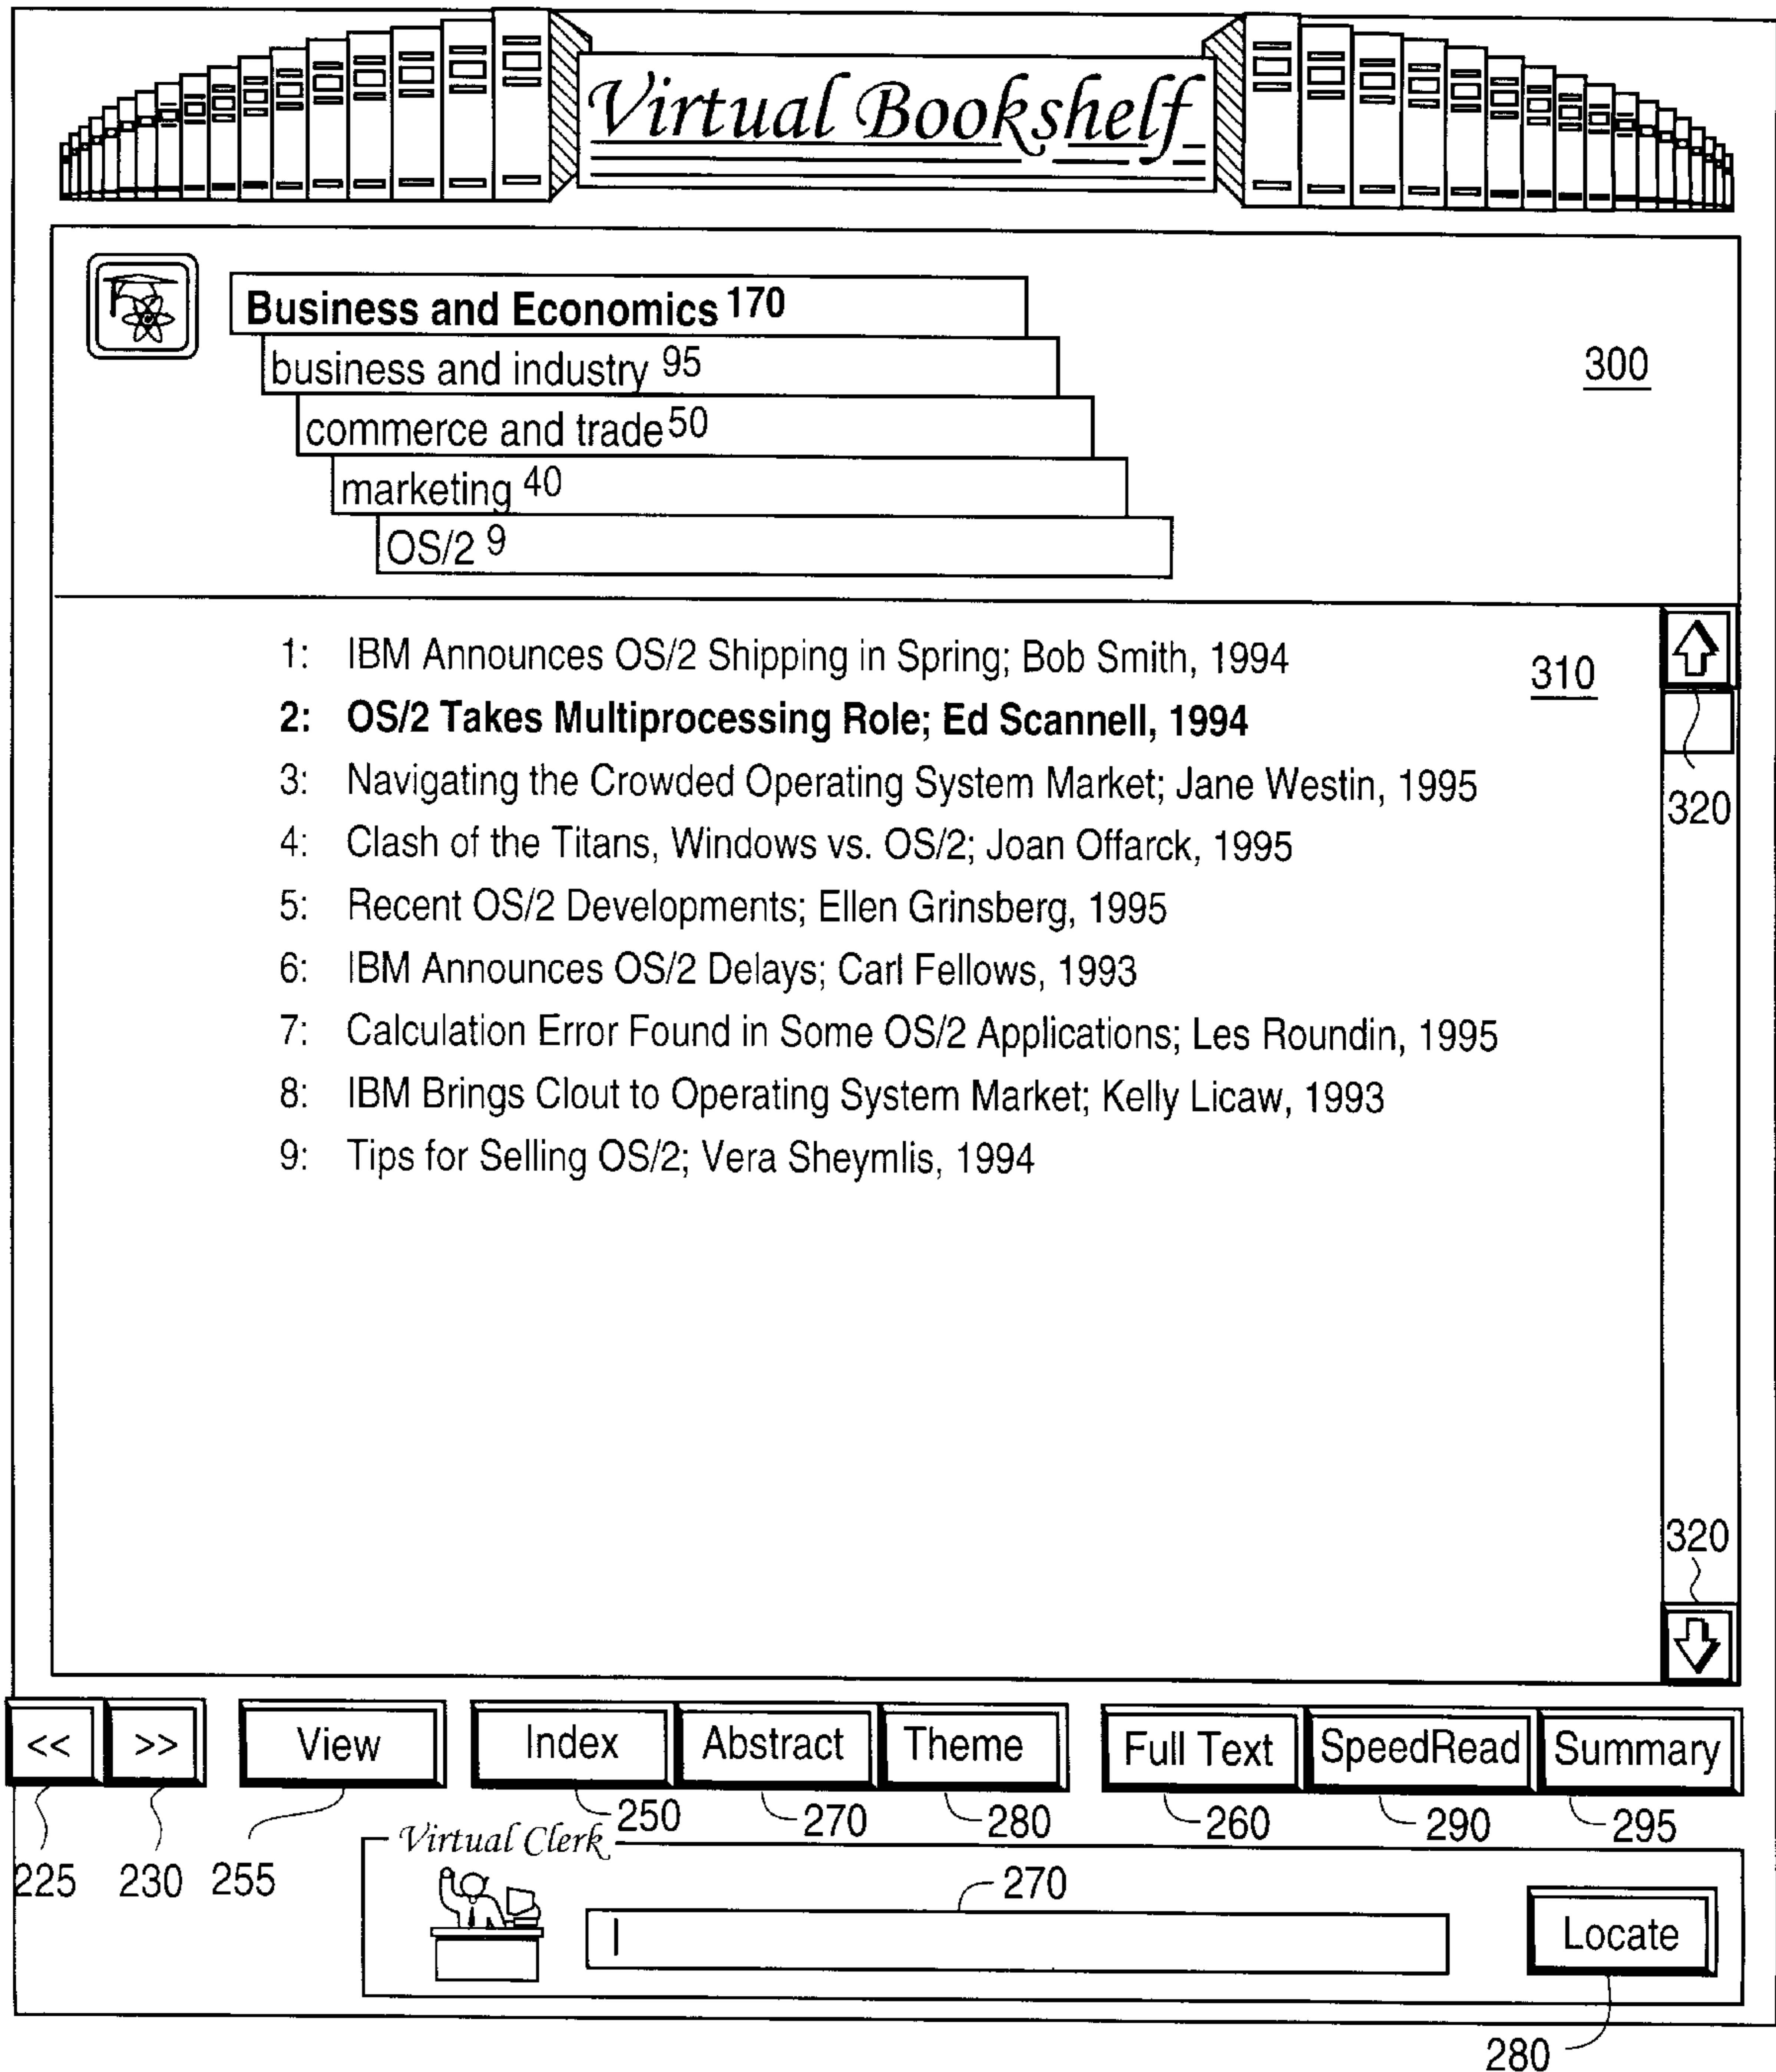 Virtual Bookshelf
Business and Economics 170
business and industry 95
300
commerce and trade 50
marketing 40
OS/2 9
1: IBM Announces OS/2 Shipping in Spring; Bob Smith, 1994
310
2: OS/2 Takes Multiprocessing Role; Ed Scannell, 1994
3: Navigating the Crowded Operating System Market; Jane Westin, 1995
320
4: Clash of the Titans, Windows vs. OS/2; Joan Offarck, 1995
5: Recent OS/2 Developments; Ellen Grinsberg, 1995
6: IBM Announces OS/2 Delays; Carl Fellows, 1993
7: Calculation Error Found in Some OS/2 Applications; Les Roundin, 1995
8: IBM Brings Clout to Operating System Market; Kelly Licaw, 1993
9: Tips for Selling OS/2; Vera Sheymlis, 1994
320
<< >> View Index Abstract Theme Full Text SpeedRead Summary
250 270 280 260 290 295
Virtual Clerk
225 230 255
270
Locate
280